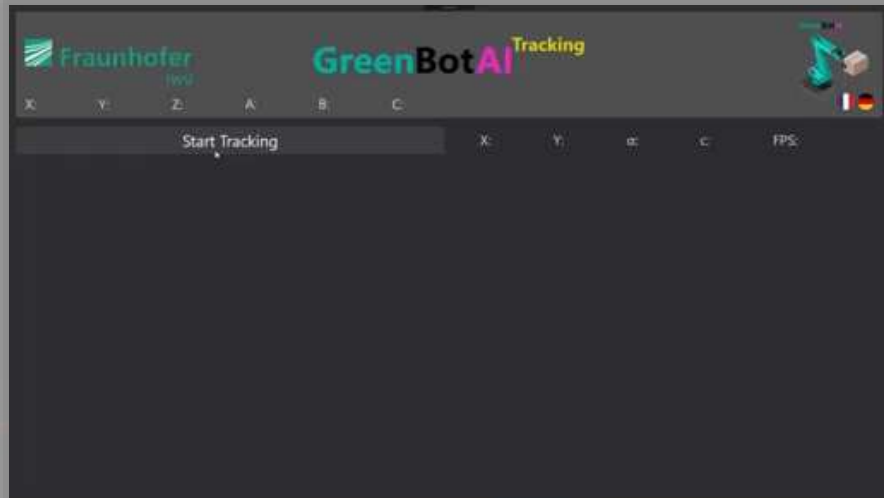 Fraunhofer
IWU
GreenBotAI Tracking
X: Y: Z: A: B: C:
Start Tracking
X: Y: α: c: FPS: